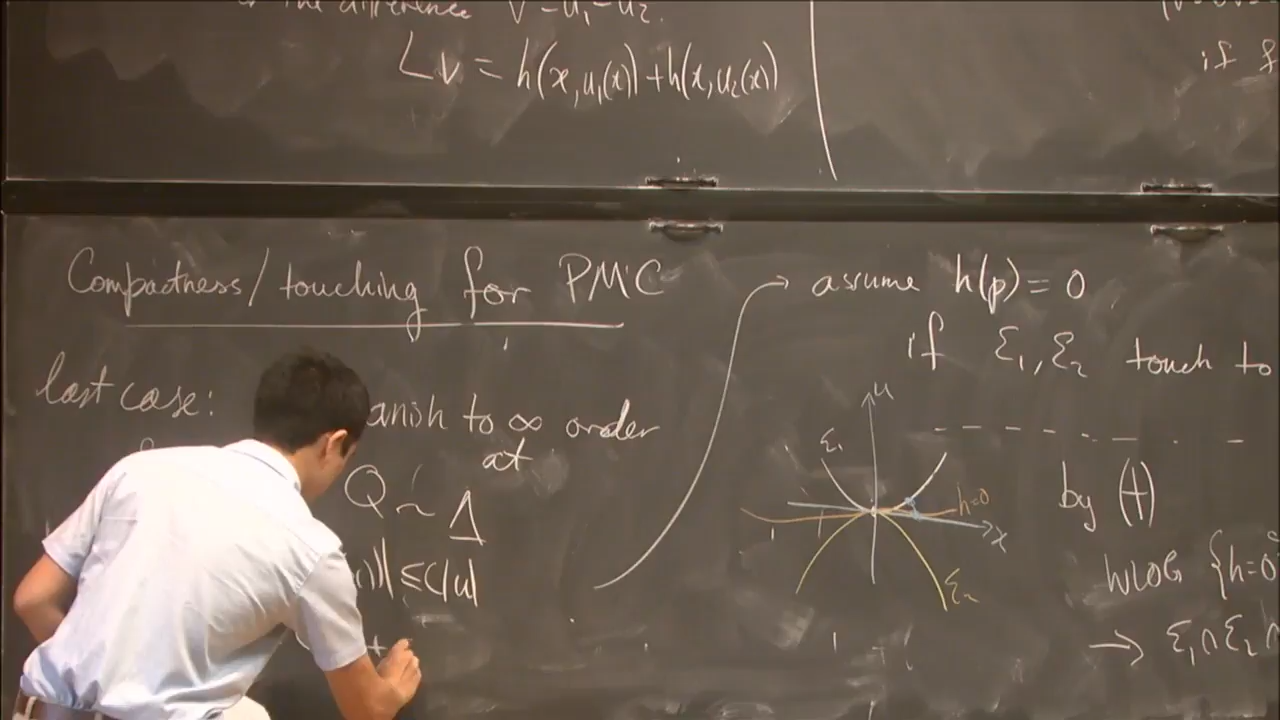 the difference v = u₁ - u₂.
Lv = h(x, u₁(x)) + h(x, u₂(x))
if f
Compactness/touching for PMC
last case:
anish to ∞ order
at
Q ~ Δ
)| ≤ C|u|
+
→ assume h(p) = 0
if Σ₁, Σ₂ touch to
u
Σ₁
h=0
x
Σ₂
by (†)
WLOG {h=0
→ Σ₁ ∩ Σ₂